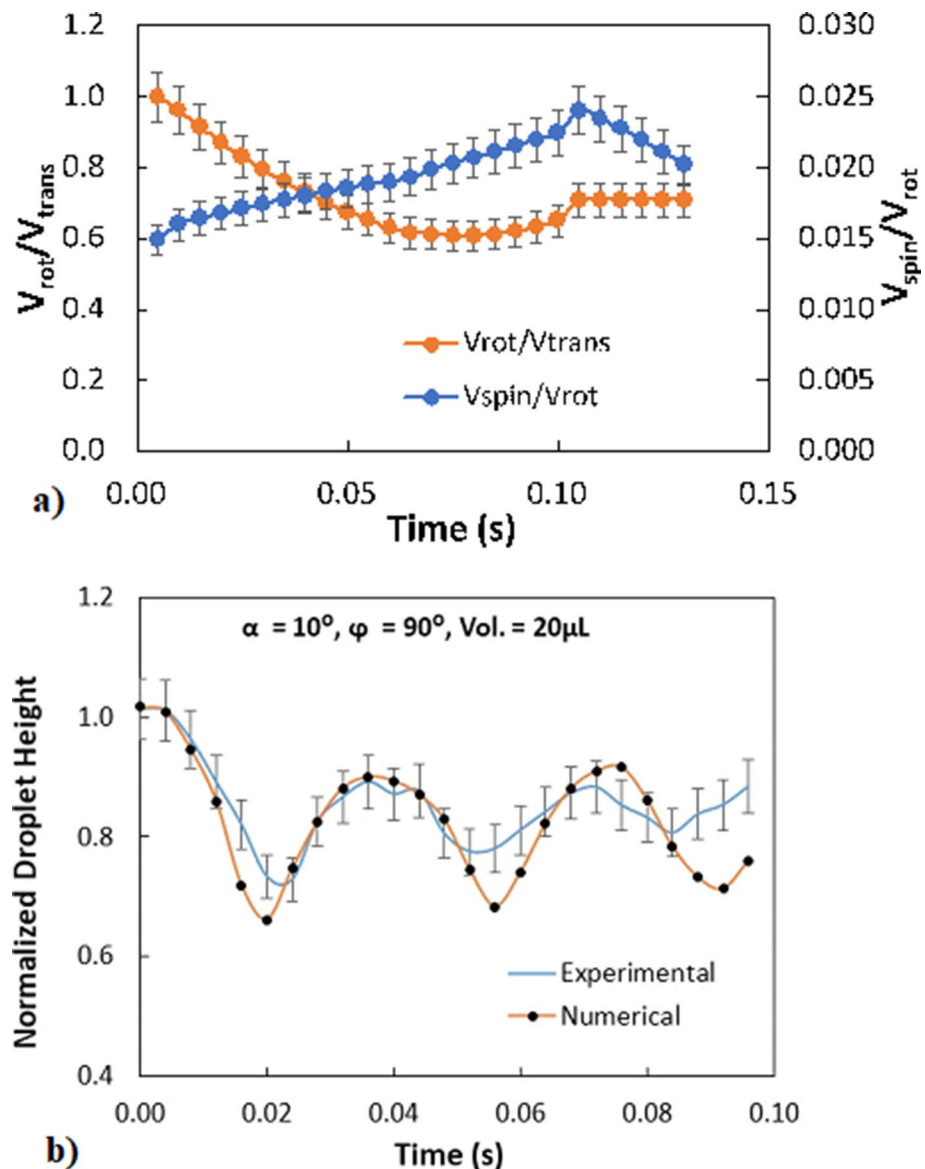 1.2
1.0
0.8
0.6
0.4
0.2
0.0
Vrot/Vtrans
0.030
0.025
0.020
0.015
0.010
0.005
0.000
Vspin/Vrot
Vrot/Vtrans
Vspin/Vrot
0.00 0.05 0.10 0.15
Time (s)
a)
1.2
1.0
0.8
0.6
0.4
Normalized Droplet Height
α = 10⁰, φ = 90⁰, Vol. = 20µL
Experimental
Numerical
0.00 0.02 0.04 0.06 0.08 0.10
Time (s)
b)